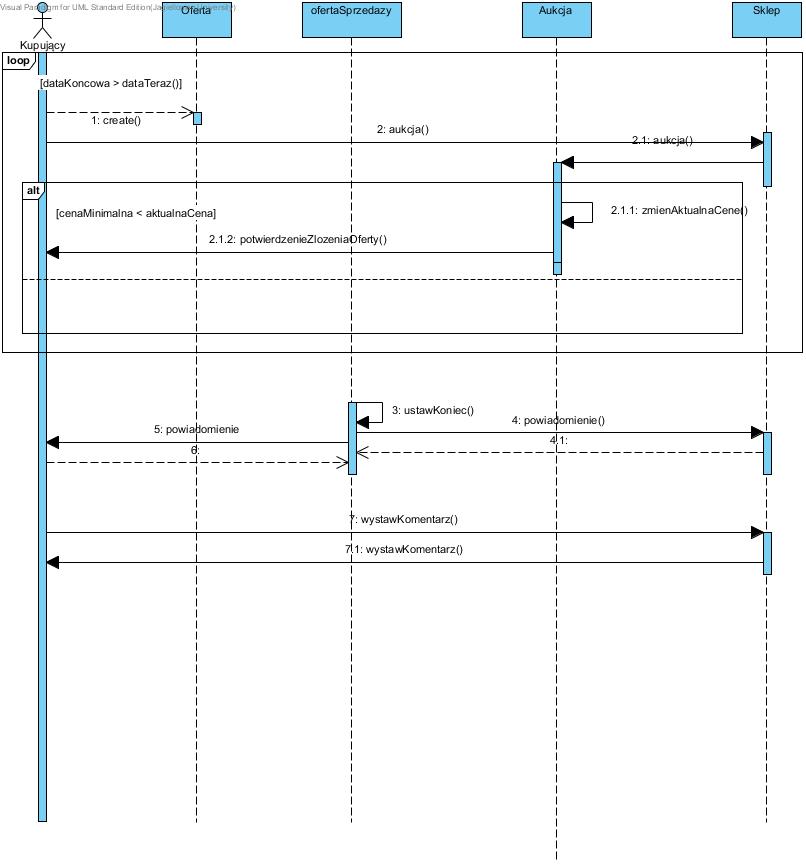 Visual Paradigm for UML Standard Edition(Jagiellonian University)
Oferta
ofertaSprzedazy
Aukcja
Sklep
Kupujący
loop
[dataKoncowa > dataTeraz()]
1: create()
2: aukcja()
2.1: aukcja()
alt
[cenaMinimalna < aktualnaCena]
2.1.1: zmienAktualnaCene()
2.1.2: potwierdzenieZlozeniaOferty()
3: ustawKoniec()
4: powiadomienie()
5: powiadomienie
4.1:
6:
7: wystawKomentarz()
7.1: wystawKomentarz()